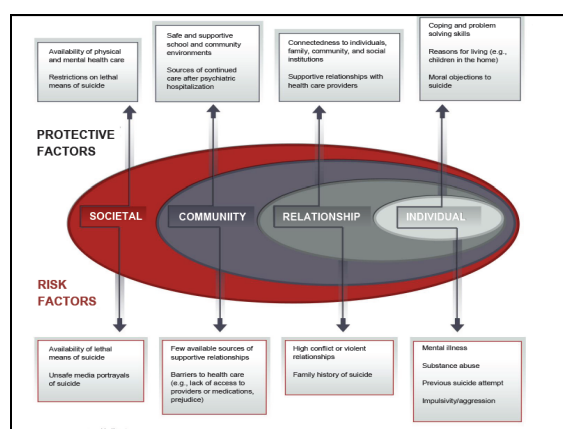 Availability of physical
and mental health care
Restrictions on lethal
means of suicide
Safe and supportive
school and community
environments
Sources of continued
care after psychiatric
hospitalization
Connectedness to individuals,
family, community, and social
institutions
Supportive relationships with
health care providers
Coping and problem
solving skills
Reasons for living (e.g.,
children in the home)
Moral objections to
suicide
PROTECTIVE
FACTORS
SOCIETAL
COMMUNIITY
RELATIONSHIP
INDIVIDUAL
RISK
FACTORS
Availability of lethal
means of suicide
Unsafe media portrayals
of suicide
Few available sources of
supportive relationships
Barriers to health care
(e.g., lack of access to
providers or medications,
prejudice)
High conflict or violent
relationships
Family history of suicide
Mental illness
Substance abuse
Previous suicide attempt
Impulsivity/aggression